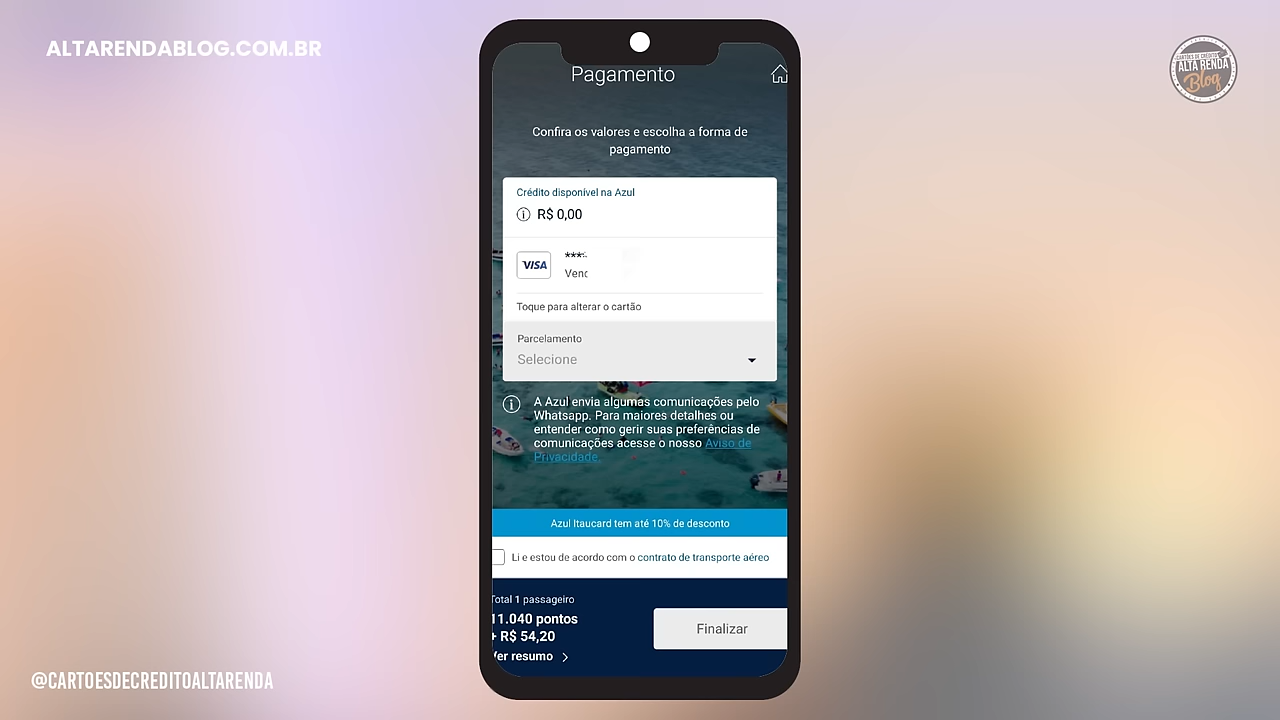 ALTARENDABLOG.COM.BR
CARTÕES DE CRÉDITO
ALTA RENDA
Blog
Pagamento
Confira os valores e escolha a forma de
pagamento
Crédito disponível na Azul
R$ 0,00
VISA
****
Venc
Toque para alterar o cartão
Parcelamento
Selecione
A Azul envia algumas comunicações pelo
Whatsapp. Para maiores detalhes ou
entender como gerir suas preferências de
comunicações acesse o nosso Aviso de
Privacidade.
Azul Itaucard tem até 10% de desconto
Li e estou de acordo com o contrato de transporte aéreo
Total 1 passageiro
11.040 pontos
+ R$ 54,20
Ver resumo
Finalizar
@CARTOESDECREDITOALTARENDA